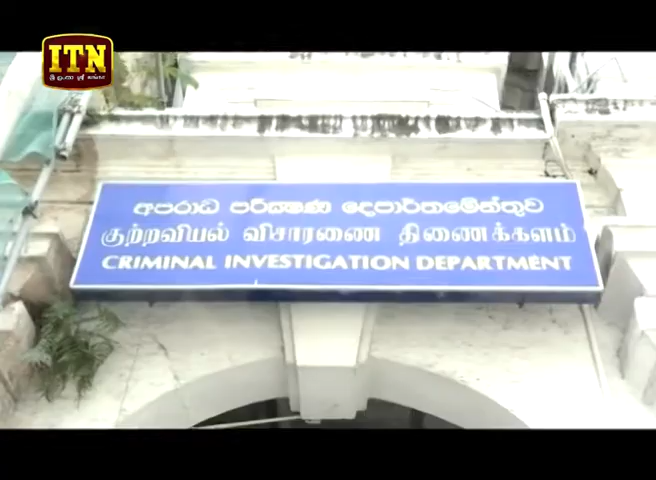 ITN
අපරාධ පරීක්ෂණ දෙපාර්තමේන්තුව
குற்றவியல் விசாரணை திணைக்களம்
CRIMINAL INVESTIGATION DEPARTMENT